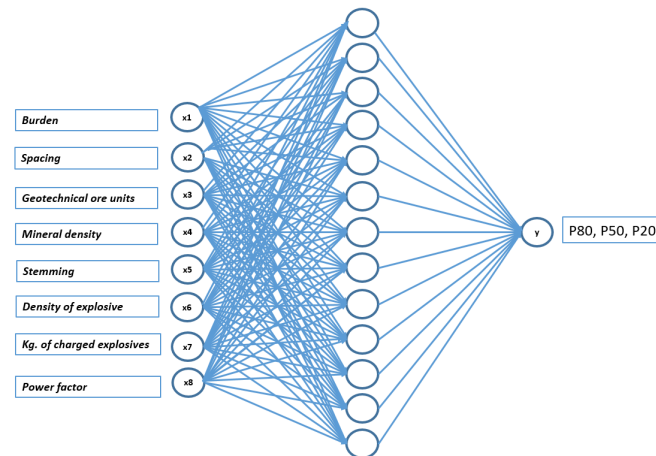 Burden
x1
Spacing
x2
Geotechnical ore units
x3
Mineral density
x4
y
P80, P50, P20
Stemming
x5
Density of explosive
x6
Kg. of charged explosives
x7
Power factor
x8